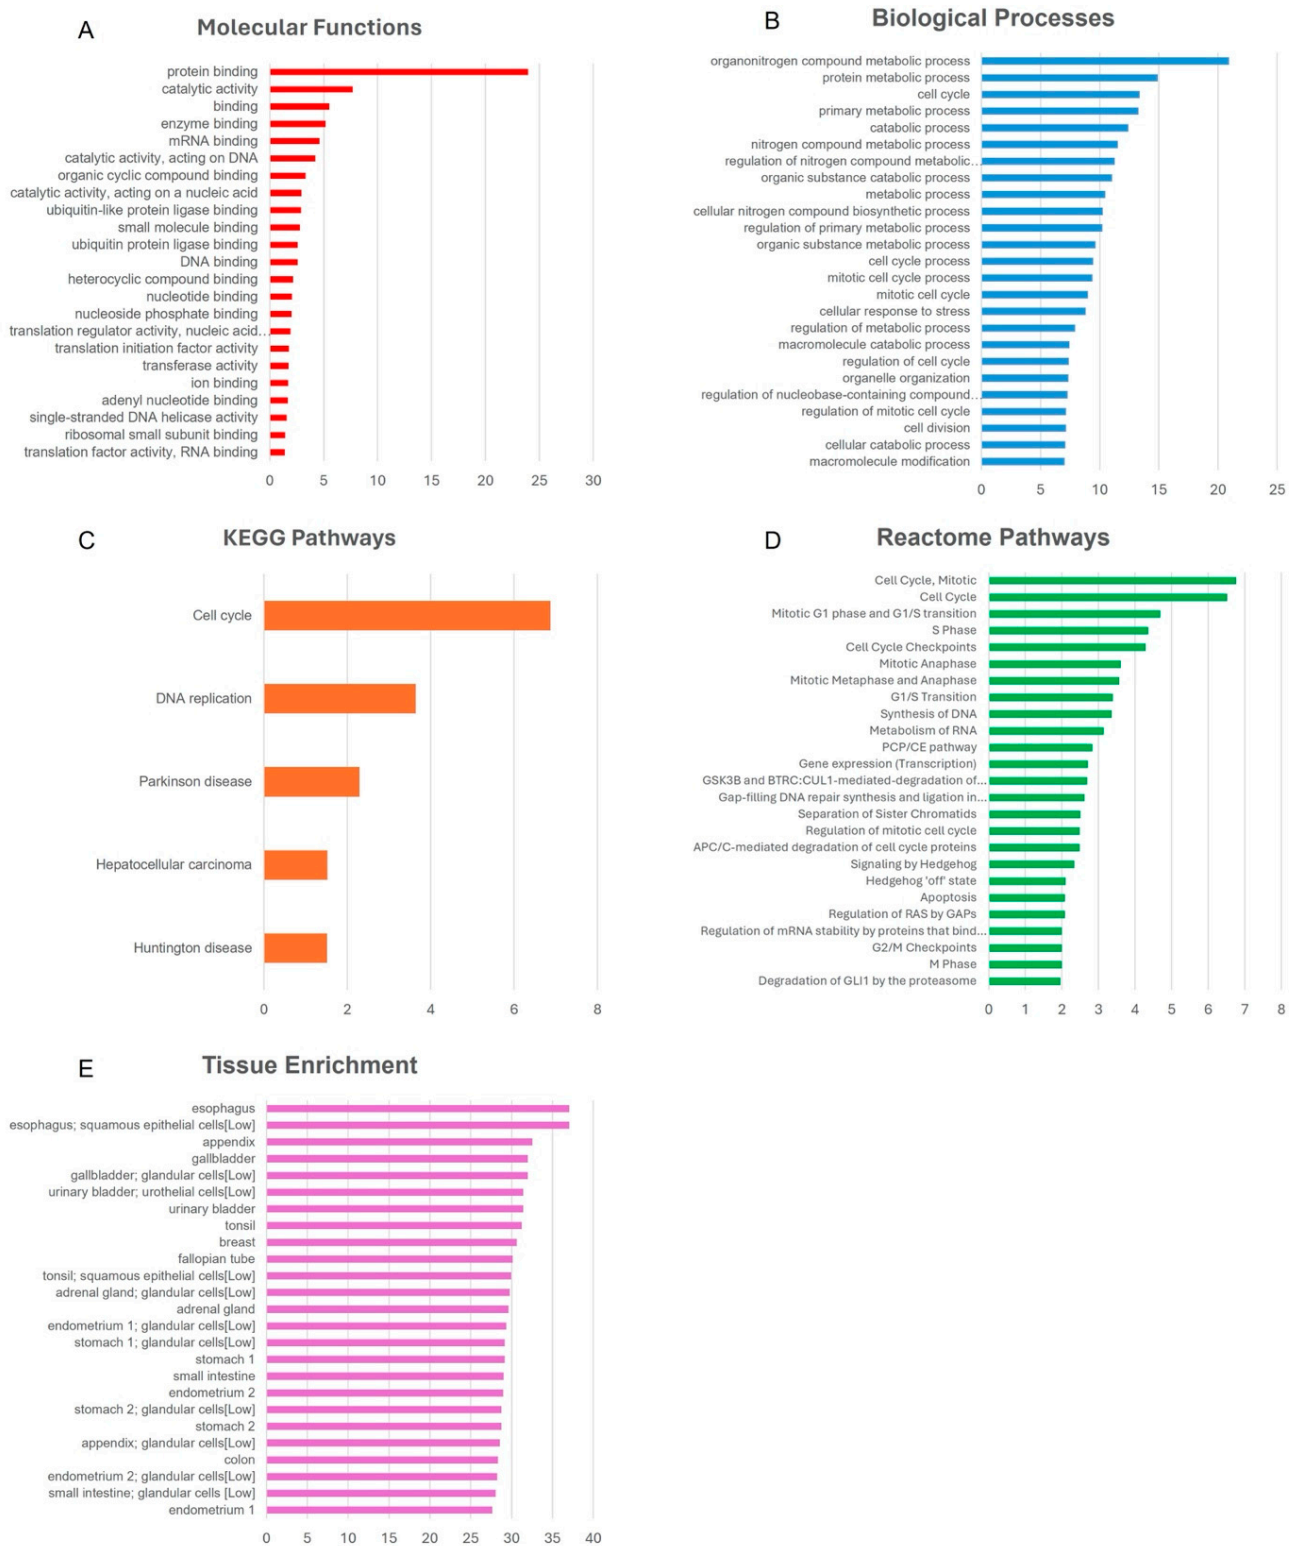 A
Molecular Functions
protein binding
catalytic activity
binding
enzyme binding
mRNA binding
catalytic activity, acting on DNA
organic cyclic compound binding
catalytic activity, acting on a nucleic acid
ubiquitin-like protein ligase binding
small molecule binding
ubiquitin protein ligase binding
DNA binding
heterocyclic compound binding
nucleotide binding
nucleoside phosphate binding
translation regulator activity, nucleic acid...
translation initiation factor activity
transferase activity
ion binding
adenyl nucleotide binding
single-stranded DNA helicase activity
ribosomal small subunit binding
translation factor activity, RNA binding
0 5 10 15 20 25 30
B
Biological Processes
organonitrogen compound metabolic process
protein metabolic process
cell cycle
primary metabolic process
catabolic process
nitrogen compound metabolic process
regulation of nitrogen compound metabolic...
organic substance catabolic process
metabolic process
cellular nitrogen compound biosynthetic process
regulation of primary metabolic process
organic substance metabolic process
cell cycle process
mitotic cell cycle process
mitotic cell cycle
cellular response to stress
regulation of metabolic process
macromolecule catabolic process
regulation of cell cycle
organelle organization
regulation of nucleobase-containing compound...
regulation of mitotic cell cycle
cell division
cellular catabolic process
macromolecule modification
0 5 10 15 20 25
C
KEGG Pathways
Cell cycle
DNA replication
Parkinson disease
Hepatocellular carcinoma
Huntington disease
0 2 4 6 8
D
Reactome Pathways
Cell Cycle, Mitotic
Cell Cycle
Mitotic G1 phase and G1/S transition
S Phase
Cell Cycle Checkpoints
Mitotic Anaphase
Mitotic Metaphase and Anaphase
G1/S Transition
Synthesis of DNA
Metabolism of RNA
PCP/CE pathway
Gene expression (Transcription)
GSK3B and BTRC:CUL1-mediated-degradation of...
Gap-filling DNA repair synthesis and ligation in...
Separation of Sister Chromatids
Regulation of mitotic cell cycle
APC/C-mediated degradation of cell cycle proteins
Signaling by Hedgehog
Hedgehog 'off' state
Apoptosis
Regulation of RAS by GAPs
Regulation of mRNA stability by proteins that bind...
G2/M Checkpoints
M Phase
Degradation of GLI1 by the proteasome
0 1 2 3 4 5 6 7 8
E
Tissue Enrichment
esophagus
esophagus; squamous epithelial cells[Low]
appendix
gallbladder
gallbladder; glandular cells[Low]
urinary bladder; urothelial cells[Low]
urinary bladder
tonsil
breast
fallopian tube
tonsil; squamous epithelial cells[Low]
adrenal gland; glandular cells[Low]
adrenal gland
endometrium 1; glandular cells[Low]
stomach 1; glandular cells[Low]
stomach 1
small intestine
endometrium 2
stomach 2; glandular cells[Low]
stomach 2
appendix; glandular cells[Low]
colon
endometrium 2; glandular cells[Low]
small intestine; glandular cells [Low]
endometrium 1
0 5 10 15 20 25 30 35 40